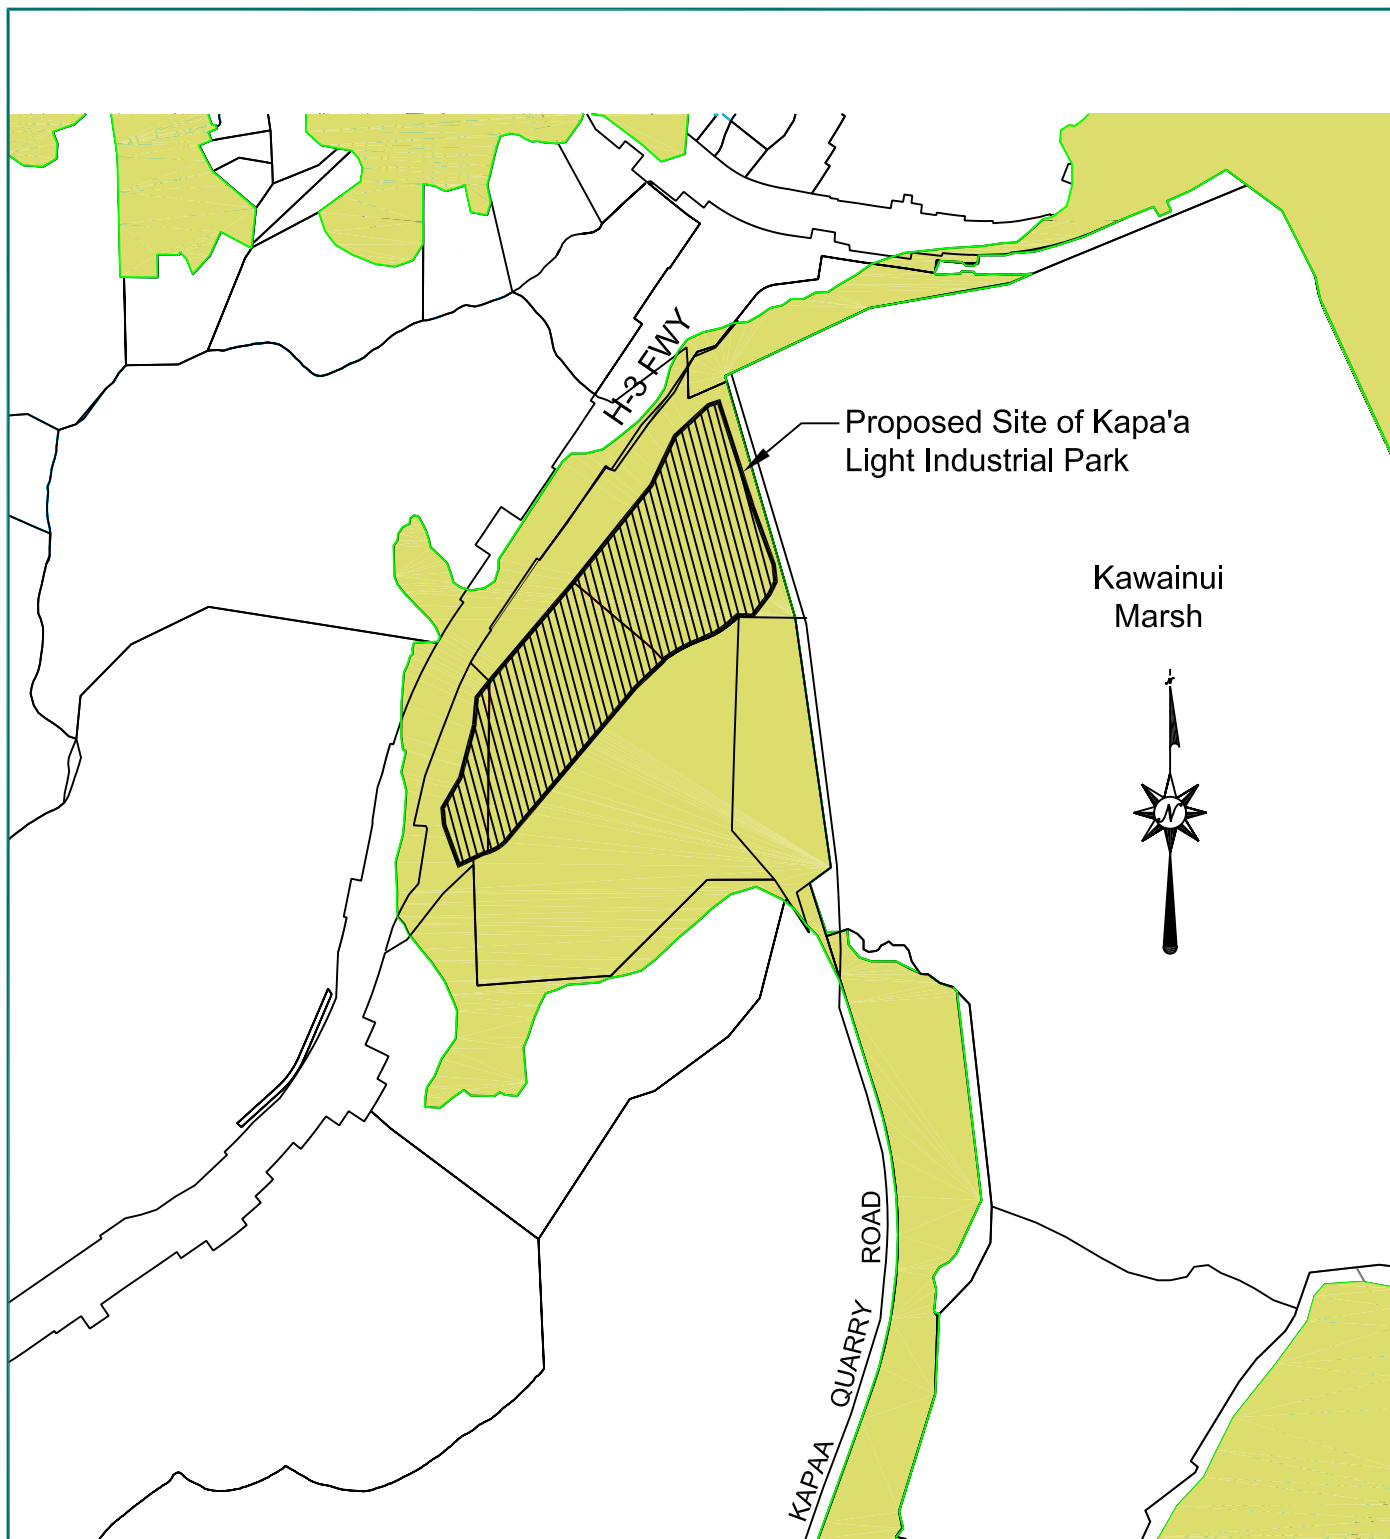 H-3 FWY
Proposed Site of Kapa'a
Light Industrial Park
Kawainui
Marsh
N
KAPAA QUARRY ROAD